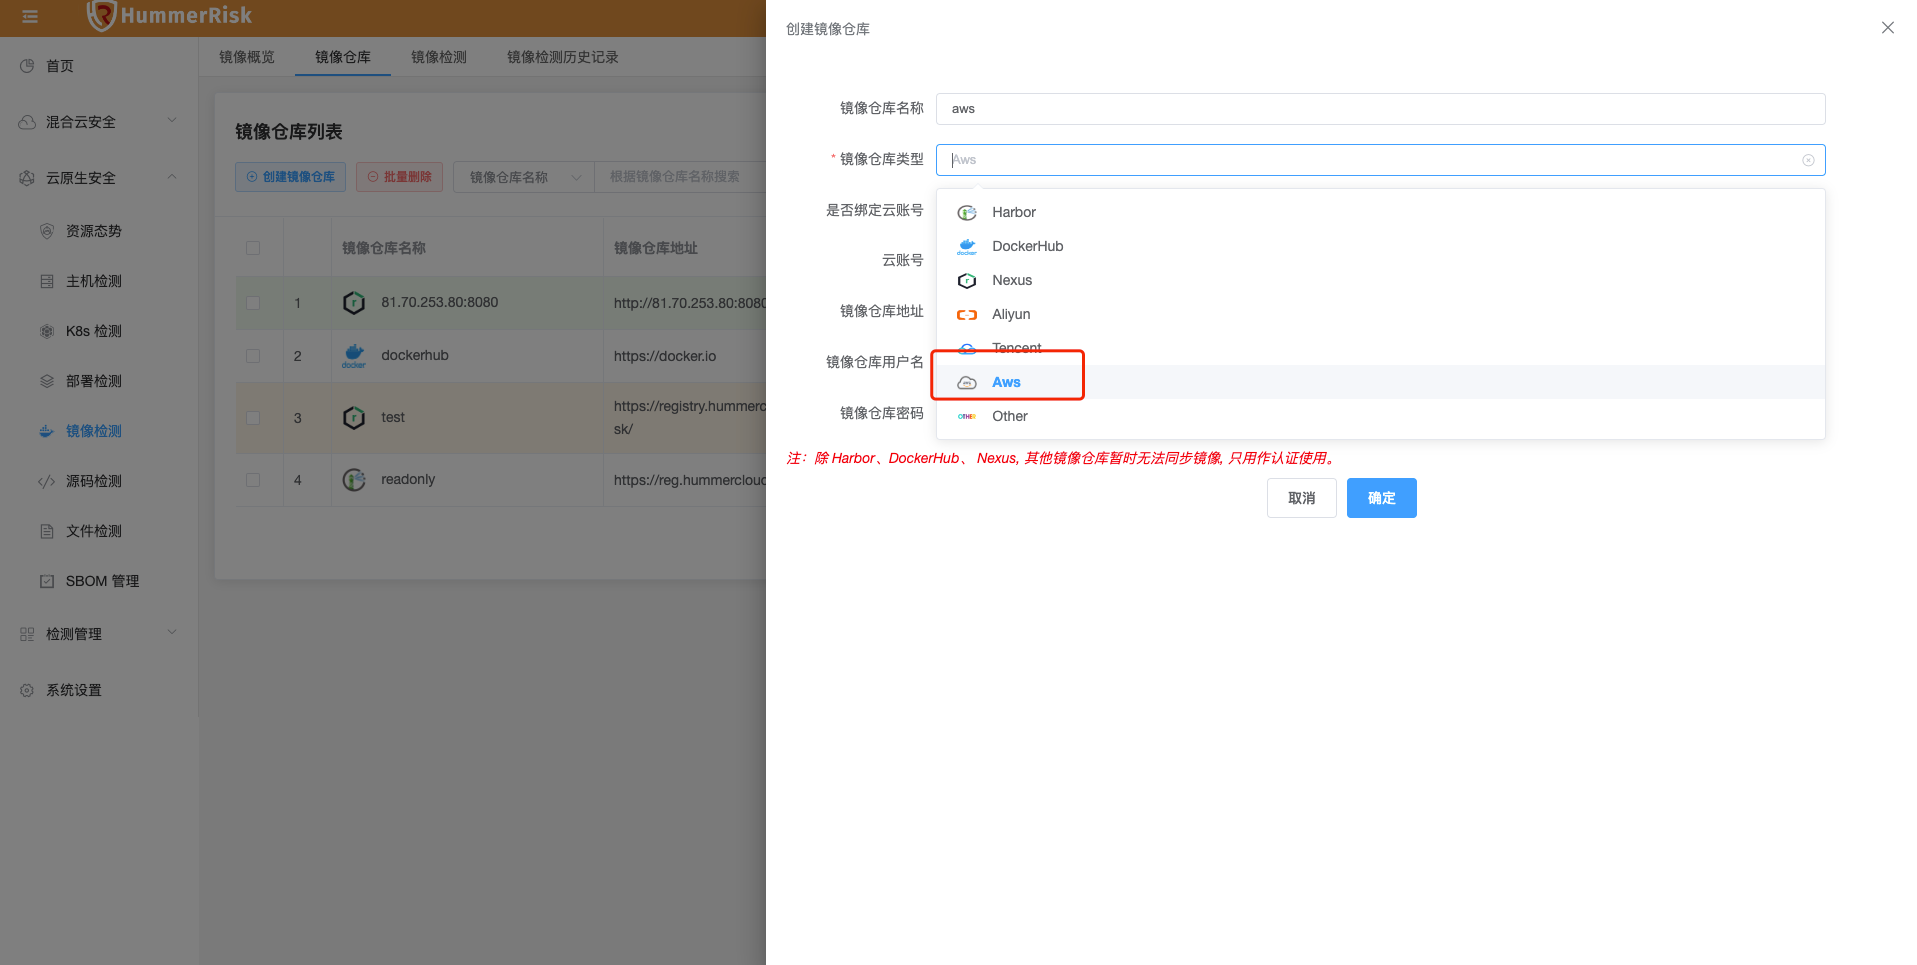 HummerRisk
首页
混合云安全
云原生安全
资源态势
主机检测
K8s 检测
部署检测
镜像检测
源码检测
文件检测
SBOM 管理
检测管理
系统设置
镜像概览 镜像仓库 镜像检测 镜像检测历史记录
镜像仓库列表
创建镜像仓库 批量删除 镜像仓库名称 根据镜像仓库名称搜索
镜像仓库名称 镜像仓库地址
1 81.70.253.80:8080 http://81.70.253.80:8080
2 docker dockerhub https://docker.io
3 test https://registry.hummerc
sk/
4 readonly https://reg.hummercloud
创建镜像仓库
镜像仓库名称 aws
* 镜像仓库类型 Aws
是否绑定云账号
云账号
镜像仓库地址
镜像仓库用户名
镜像仓库密码
Harbor
docker DockerHub
Nexus
Aliyun
Tencent
Aws
OTHER Other
注：除 Harbor、DockerHub、 Nexus, 其他镜像仓库暂时无法同步镜像, 只用作认证使用。
取消 确定